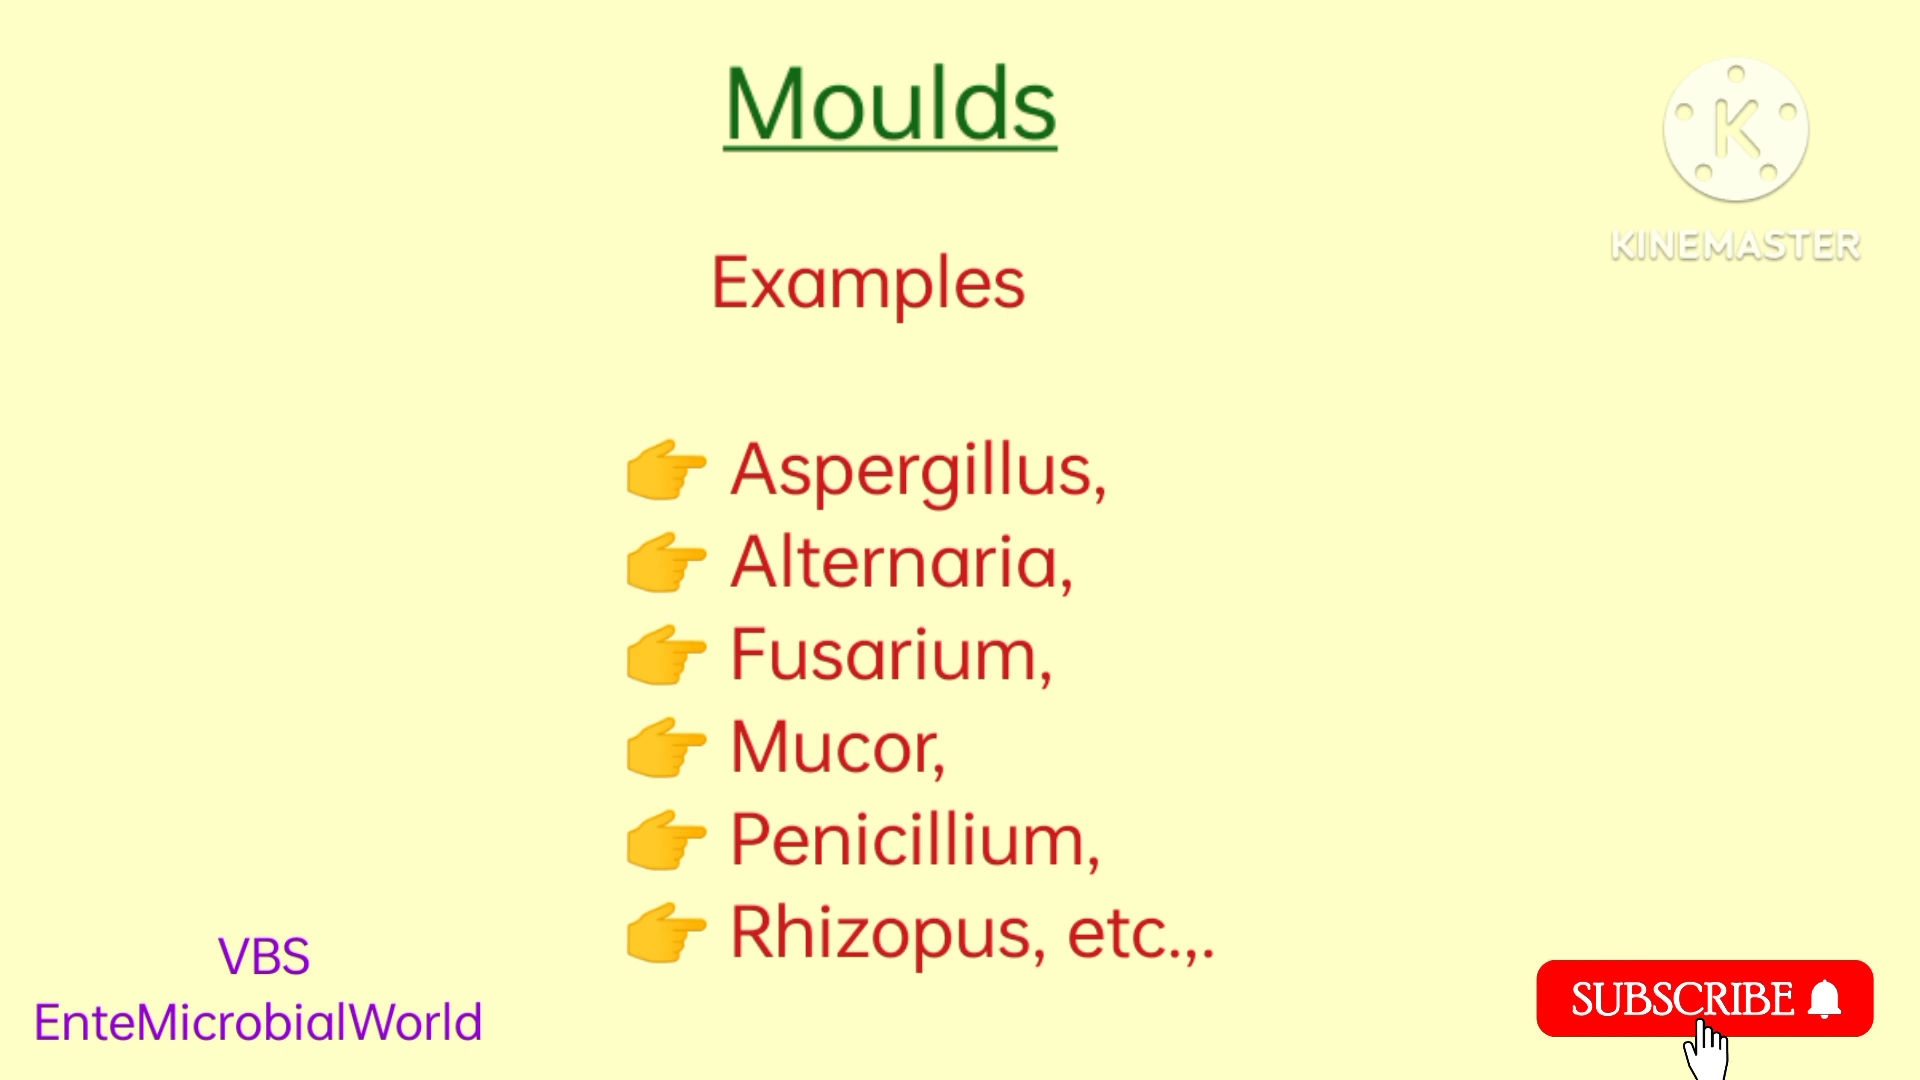 Moulds
KINEMASTER
Examples
👉 Aspergillus,
👉 Alternaria,
👉 Fusarium,
👉 Mucor,
👉 Penicillium,
👉 Rhizopus, etc.,.
VBS
EnteMicrobialWorld
SUBSCRIBE